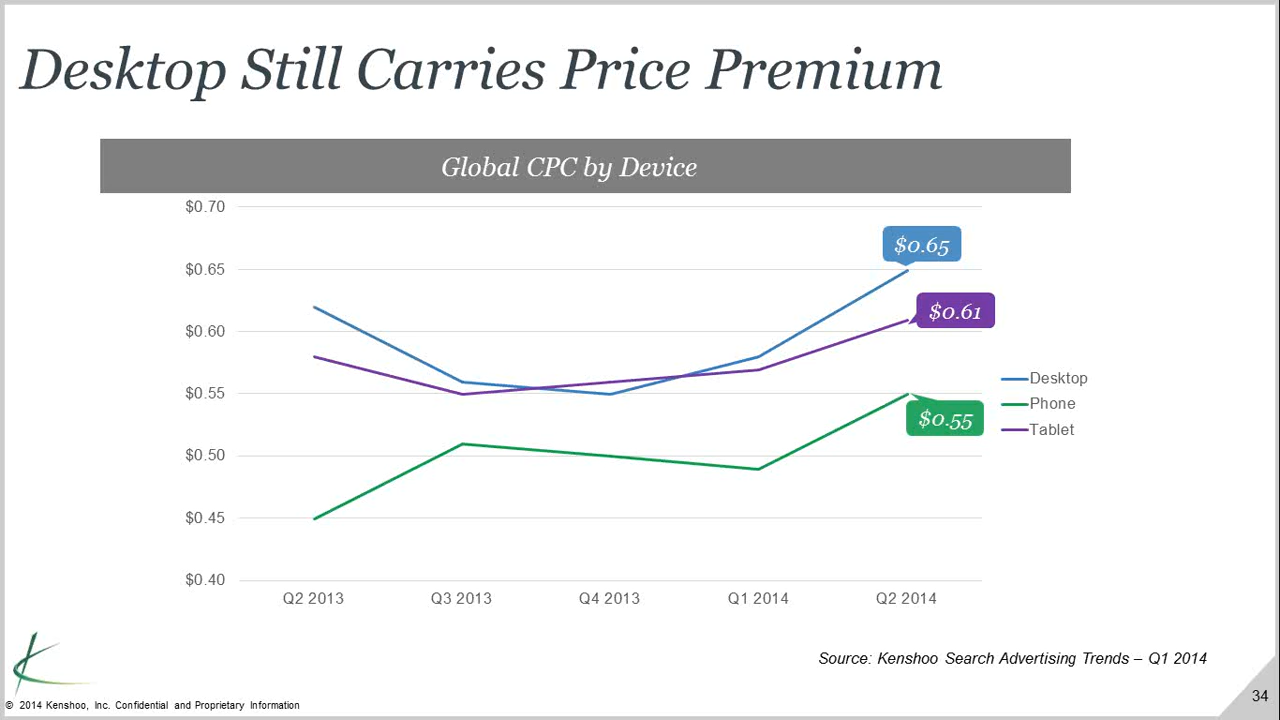 Desktop Still Carries Price Premium
Global CPC by Device
$0.70
$0.65
$0.60
$0.55
$0.50
$0.45
$0.40
$0.65
$0.61
$0.55
Desktop
Phone
Tablet
Q2 2013 Q3 2013 Q4 2013 Q1 2014 Q2 2014
Source: Kenshoo Search Advertising Trends – Q1 2014
34
© 2014 Kenshoo, Inc. Confidential and Proprietary Information